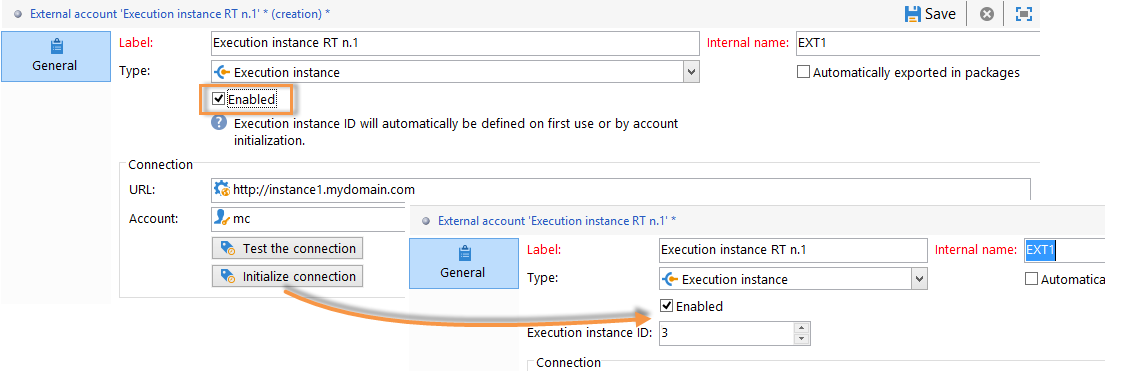 External account 'Execution instance RT n.1' * (creation) *
Save
General
Label:
Execution instance RT n.1
Internal name:
EXT1
Type:
Execution instance
Automatically exported in packages
Enabled
? Execution instance ID will automatically be defined on first use or by account
initialization.
Connection
URL:
http://instance1.mydomain.com
Account:
mc
Test the connection
Initialize connection
External account 'Execution instance RT n.1' *
General
Label:
Execution instance RT n.1
Internal name:
EXT1
Type:
Execution instance
Automatica
Enabled
Execution instance ID:
3
Connection